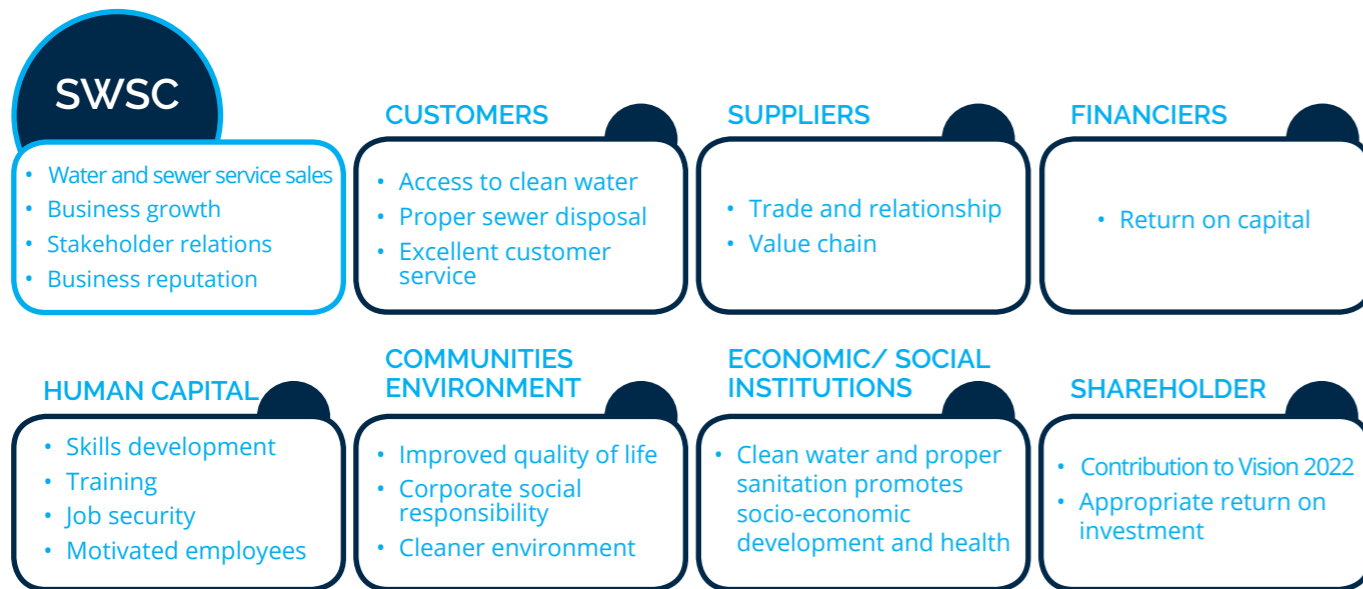 SWSC
• Water and sewer service sales
• Business growth
• Stakeholder relations
• Business reputation
CUSTOMERS
• Access to clean water
• Proper sewer disposal
• Excellent customer
service
SUPPLIERS
• Trade and relationship
• Value chain
FINANCIERS
• Return on capital
HUMAN CAPITAL
• Skills development
• Training
• Job security
• Motivated employees
COMMUNITIES
ENVIRONMENT
• Improved quality of life
• Corporate social
responsibility
• Cleaner environment
ECONOMIC/ SOCIAL
INSTITUTIONS
• Clean water and proper
sanitation promotes
socio-economic
development and health
SHAREHOLDER
• Contribution to Vision 2022
• Appropriate return on
investment